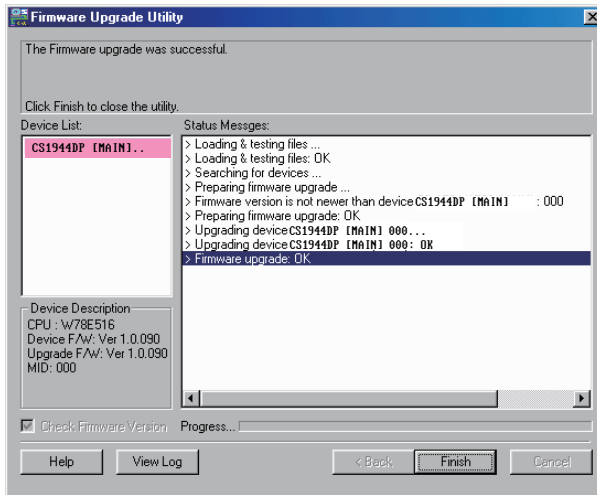 Firmware Upgrade Utility
The Firmware upgrade was successful.
Click Finish to close the utility.
Device List:
CS1944DP [MAIN]..
Status Messges:
> Loading & testing files ...
> Loading & testing files: OK
> Searching for devices ...
> Preparing firmware upgrade ...
> Firmware version is not newer than device CS1944DP [MAIN] : 000
> Preparing firmware upgrade: OK
> Upgrading device CS1944DP [MAIN] 000...
> Upgrading device CS1944DP [MAIN] 000: OK
> Firmware upgrade: OK
Device Description
CPU : W78E516
Device F/W: Ver 1.0.090
Upgrade F/W: Ver 1.0.090
MID: 000
Check Firmware Version
Progress...
Help
View Log
< Back
Finish
Cancel